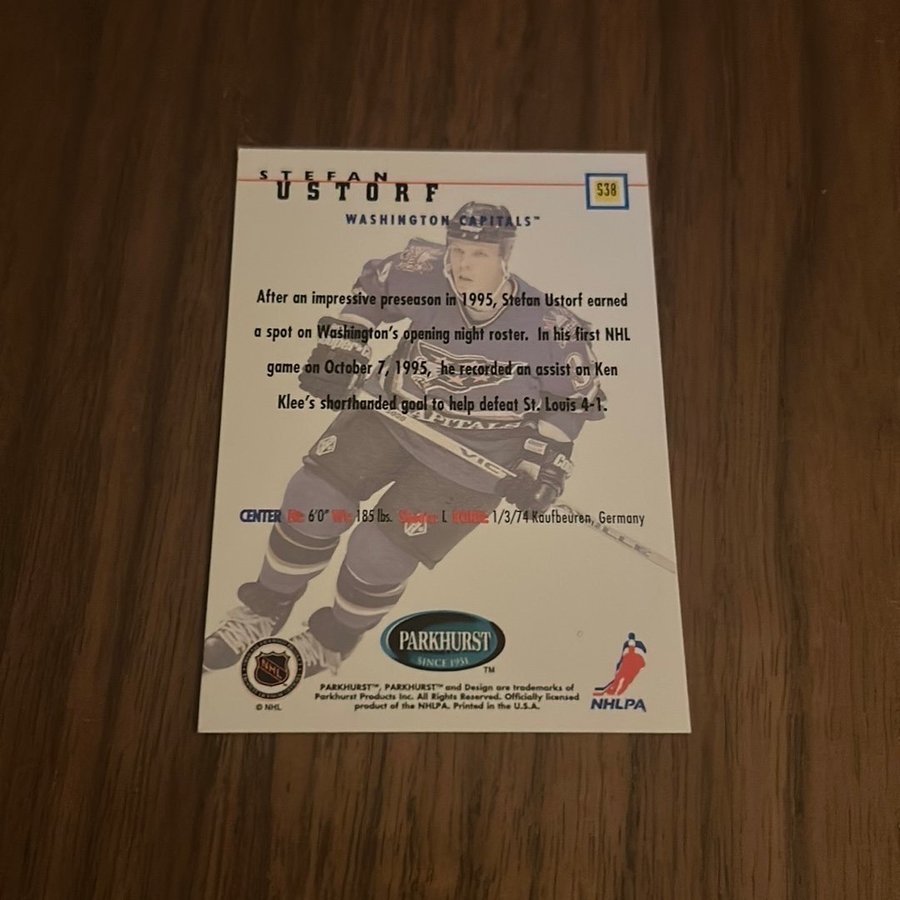 STEFAN
USTORF
S38
WASHINGTON CAPITALS™
After an impressive preseason in 1995, Stefan Ustorf earned
a spot on Washington's opening night roster. In his first NHL
game on October 7, 1995, he recorded an assist on Ken
Klee's shorthanded goal to help defeat St. Louis 4-1.
CAPITALS
VIC
CENTER Ht: 6'0" Wt: 185 lbs. Shoots: L BORN: 1/3/74 Kaufbeuren, Germany
PARKHURST
SINCE 1951
™
NHL
© NHL
PARKHURST™, PARKHURST™ and Design are trademarks of
Parkhurst Products Inc. All Rights Reserved. Officially licensed
product of the NHLPA. Printed in the U.S.A.
NHLPA